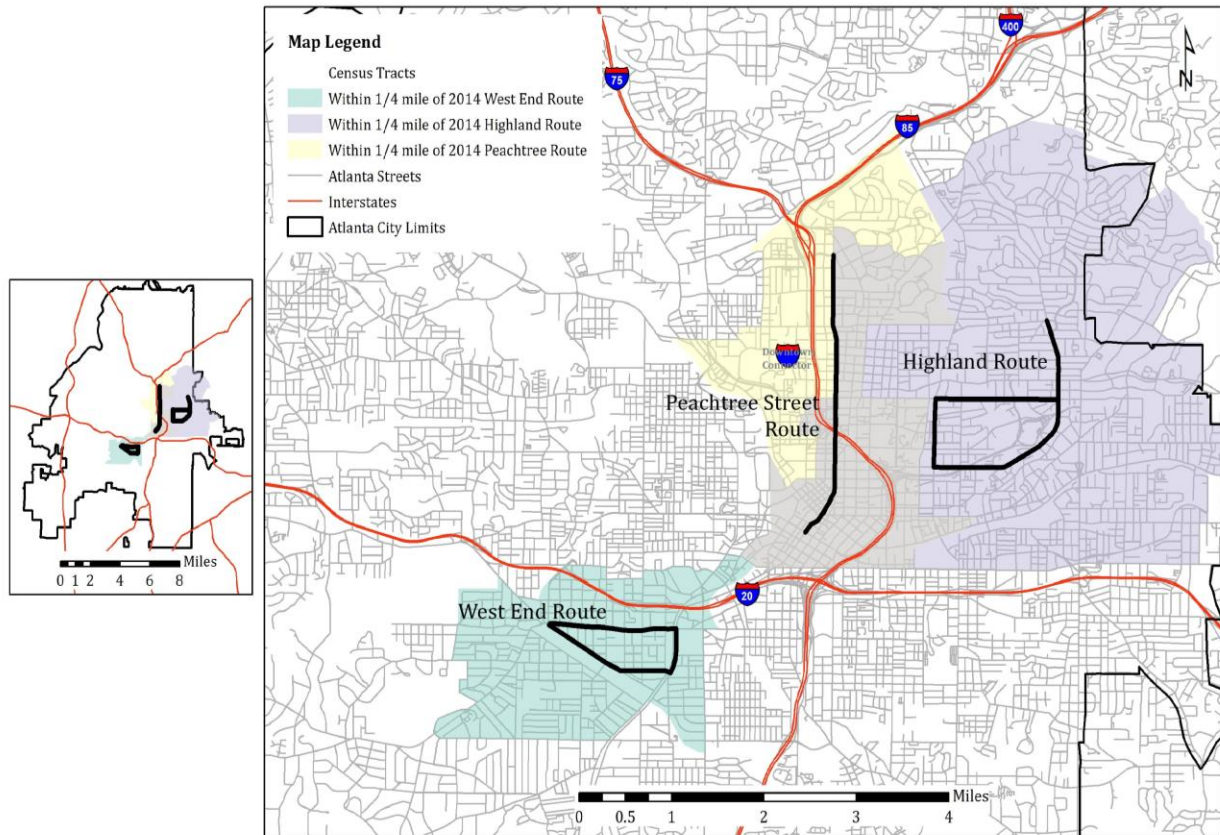 Map Legend
Census Tracts
Within 1/4 mile of 2014 West End Route
Within 1/4 mile of 2014 Highland Route
Within 1/4 mile of 2014 Peachtree Route
Atlanta Streets
Interstates
Atlanta City Limits
400
75
85
N
Downtown
Connector
Highland Route
Peachtree Street
Route
20
West End Route
Miles
0 0.5 1 2 3 4
Miles
0 1 2 4 6 8